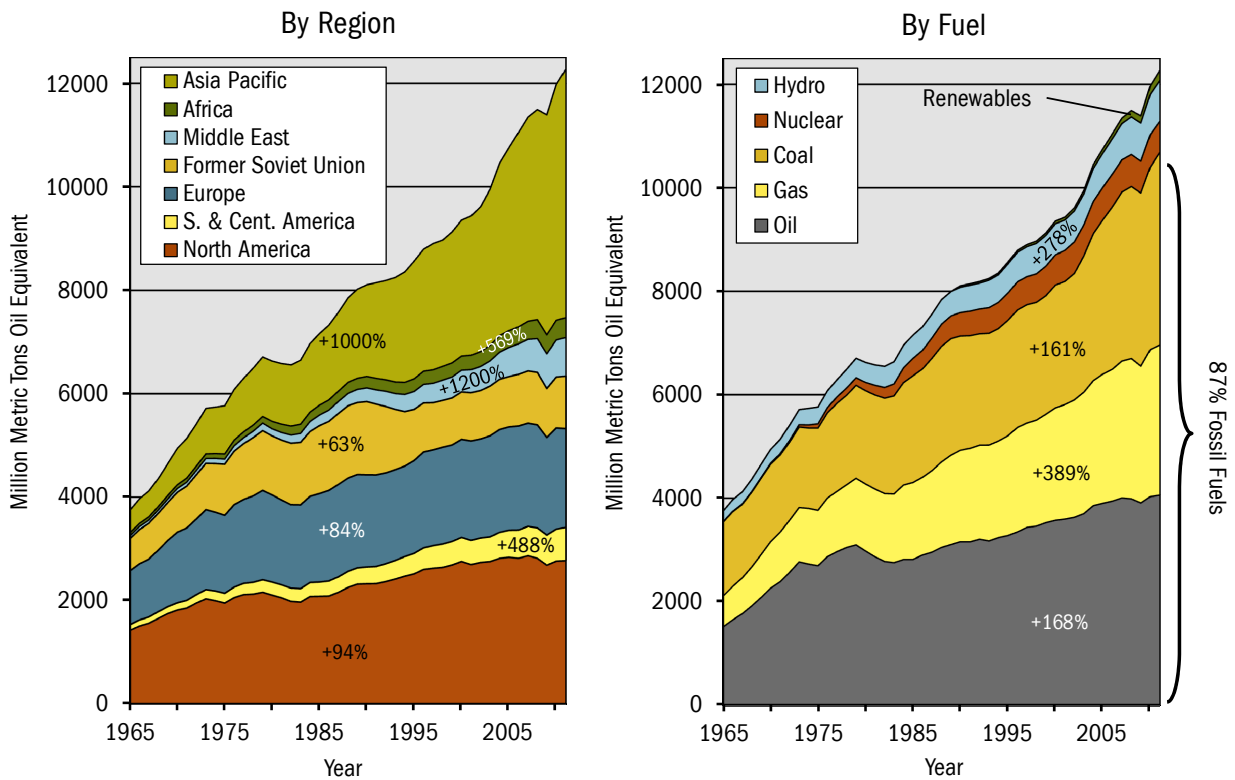 By Region
Million Metric Tons Oil Equivalent
12000
10000
8000
6000
4000
2000
0
Asia Pacific
Africa
Middle East
Former Soviet Union
Europe
S. & Cent. America
North America
+1000%
+569%
+1200%
+63%
+84%
+488%
+94%
1965
1975
1985
1995
2005
Year
By Fuel
Million Metric Tons Oil Equivalent
12000
10000
8000
6000
4000
2000
0
Hydro
Nuclear
Coal
Gas
Oil
Renewables
+278%
+161%
+389%
+168%
1965
1975
1985
1995
2005
Year
87% Fossil Fuels